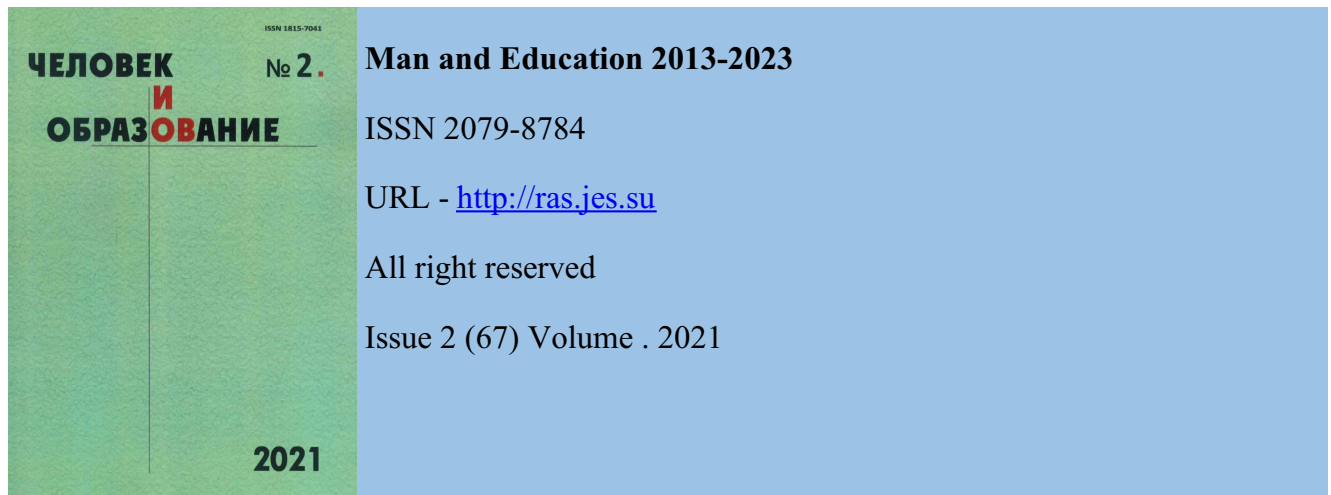 ISSN 1815-7041
ЧЕЛОВЕК № 2.
И
ОБРАЗОВАНИЕ
2021
Man and Education 2013-2023
ISSN 2079-8784
URL - http://ras.jes.su
All right reserved
Issue 2 (67) Volume . 2021